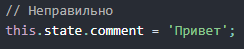 // Неправильно
this.state.comment = 'Привет';